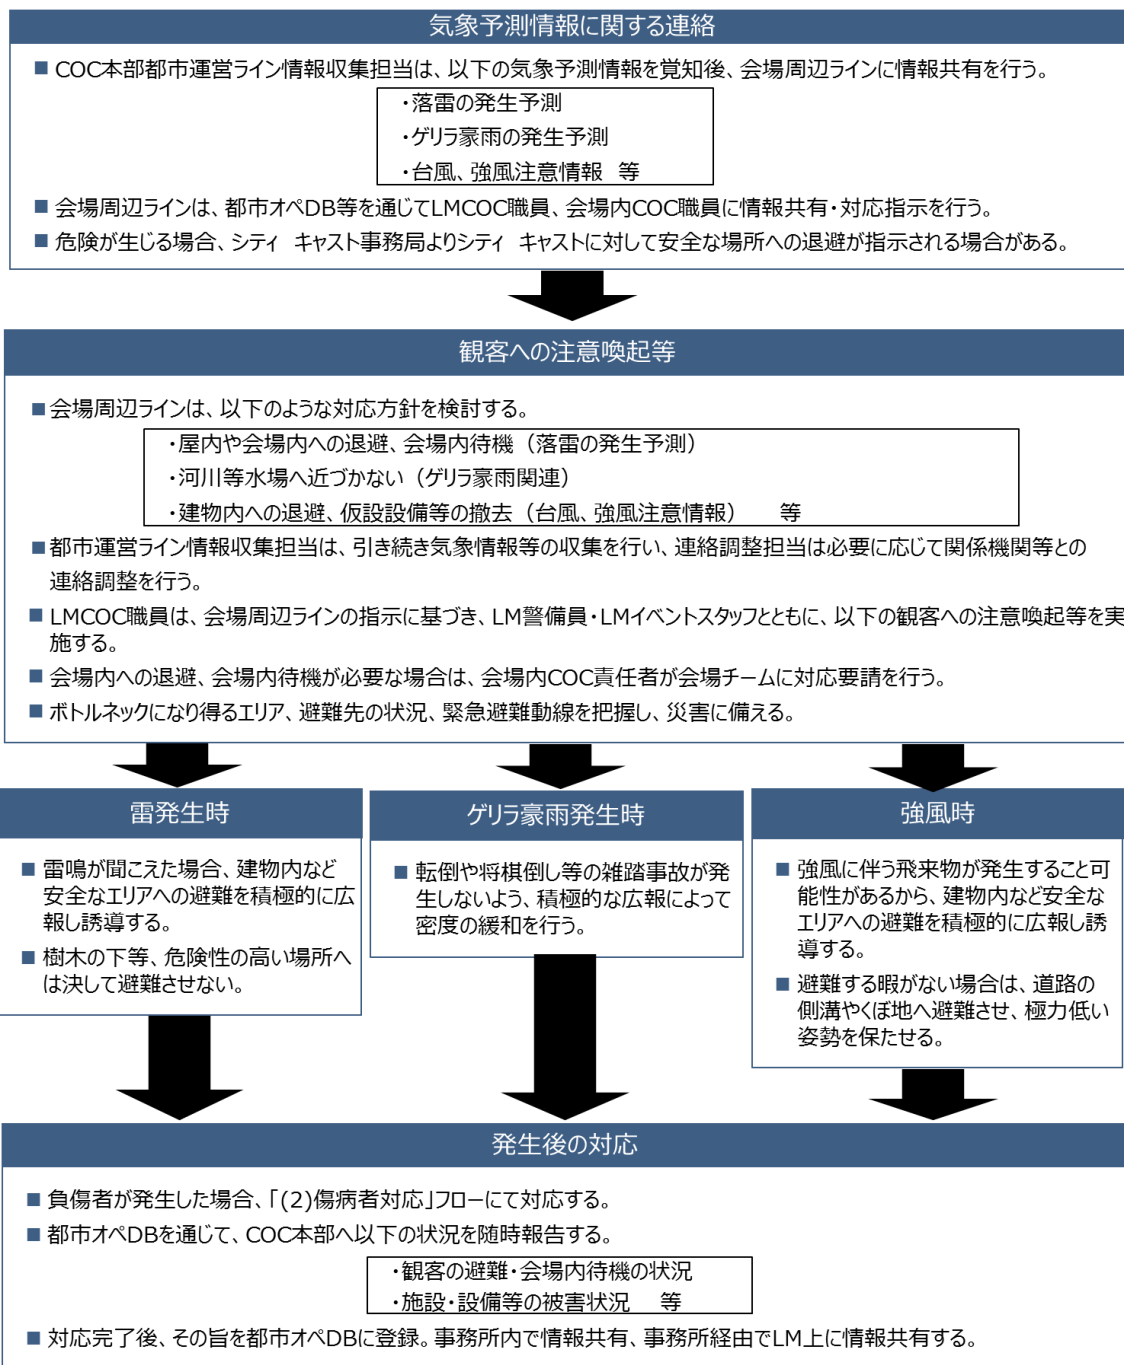 気象予測情報に関する連絡
■ COC本部都市運営ライン情報収集担当は、以下の気象予測情報を覚知後、会場周辺ラインに情報共有を行う。
・落雷の発生予測
・ゲリラ豪雨の発生予測
・台風、強風注意情報　等
■ 会場周辺ラインは、都市オペDB等を通じてLMCOC職員、会場内COC職員に情報共有・対応指示を行う。
■ 危険が生じる場合、シティ　キャスト事務局よりシティ　キャストに対して安全な場所への退避が指示される場合がある。
観客への注意喚起等
■ 会場周辺ラインは、以下のような対応方針を検討する。
・屋内や会場内への退避、会場内待機（落雷の発生予測）
・河川等水場へ近づかない（ゲリラ豪雨関連）
・建物内への退避、仮設設備等の撤去（台風、強風注意情報）　　等
■ 都市運営ライン情報収集担当は、引き続き気象情報等の収集を行い、連絡調整担当は必要に応じて関係機関等との
連絡調整を行う。
■ LMCOC職員は、会場周辺ラインの指示に基づき、LM警備員・LMイベントスタッフとともに、以下の観客への注意喚起等を実
施する。
■ 会場内への退避、会場内待機が必要な場合は、会場内COC責任者が会場チームに対応要請を行う。
■ ボトルネックになり得るエリア、避難先の状況、緊急避難動線を把握し、災害に備える。
雷発生時
■ 雷鳴が聞こえた場合、建物内など
安全なエリアへの避難を積極的に広
報し誘導する。
■ 樹木の下等、危険性の高い場所へ
は決して避難させない。
ゲリラ豪雨発生時
■ 転倒や将棋倒し等の雑踏事故が発
生しないよう、積極的な広報によって
密度の緩和を行う。
強風時
■ 強風に伴う飛来物が発生すること可
能性があるから、建物内など安全な
エリアへの避難を積極的に広報し誘
導する。
■ 避難する暇がない場合は、道路の
側溝やくぼ地へ避難させ、極力低い
姿勢を保たせる。
発生後の対応
■ 負傷者が発生した場合、「(2)傷病者対応」フローにて対応する。
■ 都市オペDBを通じて、COC本部へ以下の状況を随時報告する。
・観客の避難・会場内待機の状況
・施設・設備等の被害状況　等
■ 対応完了後、その旨を都市オペDBに登録。事務所内で情報共有、事務所経由でLM上に情報共有する。